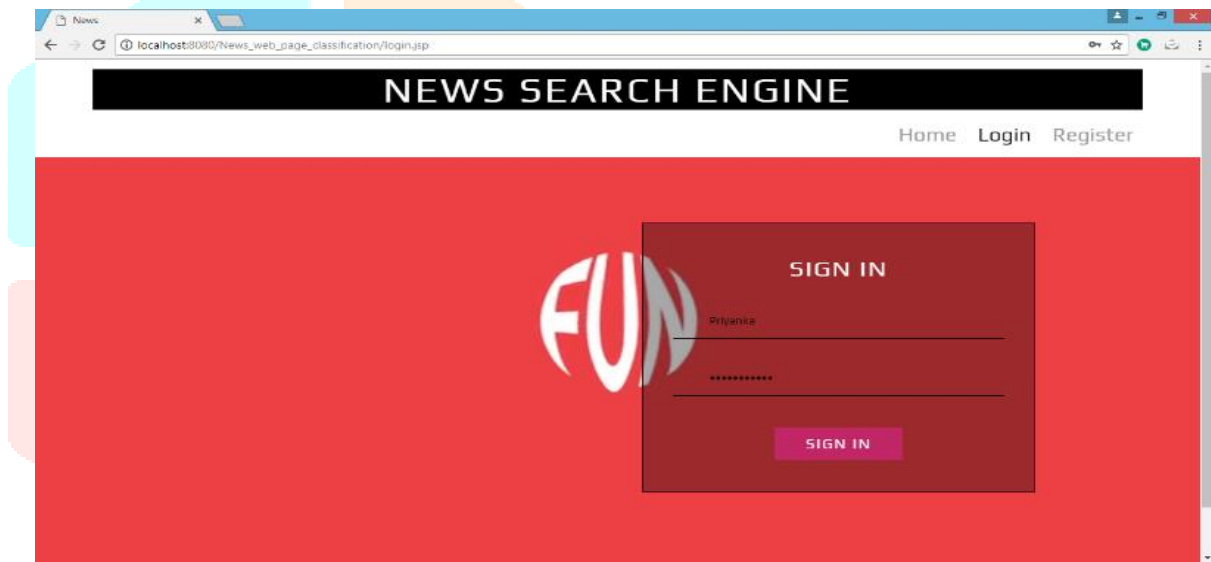 News
localhost:8080/News_web_page_classification/login.jsp
NEWS SEARCH ENGINE
Home Login Register
FUN
SIGN IN
Priyanka
•••••••••••
SIGN IN